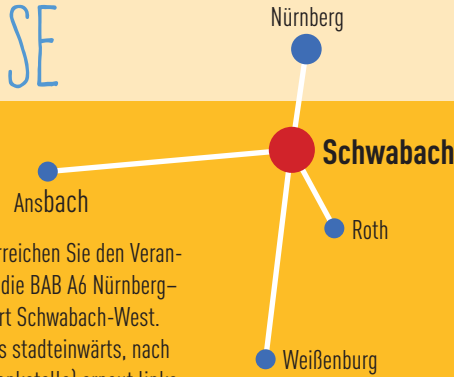 SE
Nürnberg
Schwabach
Ansbach
Roth
rreichen Sie den Veran-
die BAB A6 Nürnberg–
rt Schwabach-West.
s stadteinwärts, nach
Weißenburg